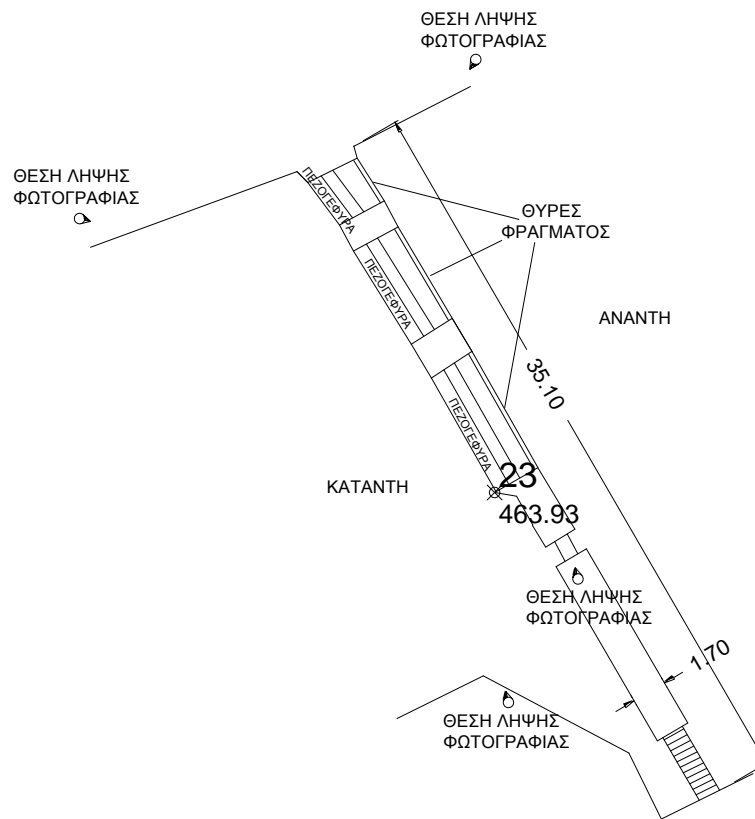 ΘΕΣΗ ΛΗΨΗΣ
ΦΩΤΟΓΡΑΦΙΑΣ
ΘΕΣΗ ΛΗΨΗΣ
ΦΩΤΟΓΡΑΦΙΑΣ
ΠΕΖΟΓΕΦΥΡΑ
ΘΥΡΕΣ
ΦΡΑΓΜΑΤΟΣ
ΠΕΖΟΓΕΦΥΡΑ
ΑΝΑΝΤΗ
35.10
ΠΕΖΟΓΕΦΥΡΑ
ΚΑΤΑΝΤΗ
23
463.93
ΘΕΣΗ ΛΗΨΗΣ
ΦΩΤΟΓΡΑΦΙΑΣ
1.70
ΘΕΣΗ ΛΗΨΗΣ
ΦΩΤΟΓΡΑΦΙΑΣ